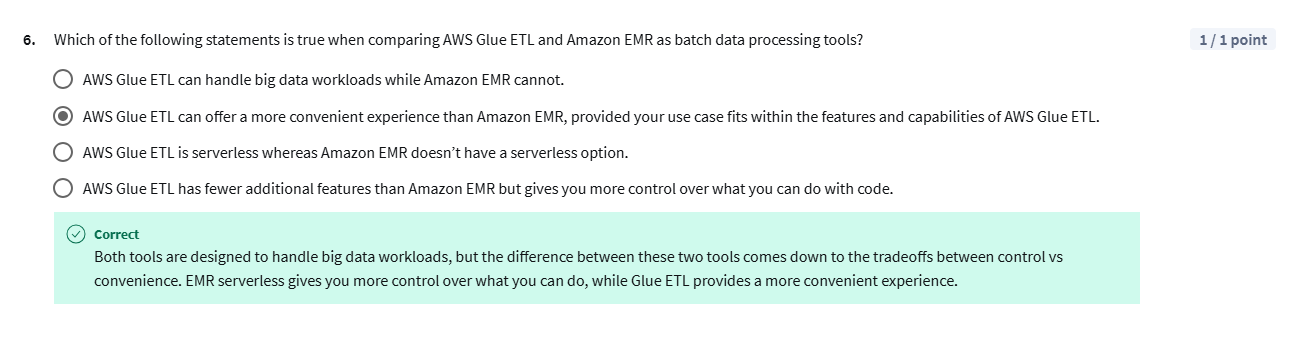 6. Which of the following statements is true when comparing AWS Glue ETL and Amazon EMR as batch data processing tools?
1 / 1 point
AWS Glue ETL can handle big data workloads while Amazon EMR cannot.
AWS Glue ETL can offer a more convenient experience than Amazon EMR, provided your use case fits within the features and capabilities of AWS Glue ETL.
AWS Glue ETL is serverless whereas Amazon EMR doesn’t have a serverless option.
AWS Glue ETL has fewer additional features than Amazon EMR but gives you more control over what you can do with code.
Correct
Both tools are designed to handle big data workloads, but the difference between these two tools comes down to the tradeoffs between control vs
convenience. EMR serverless gives you more control over what you can do, while Glue ETL provides a more convenient experience.